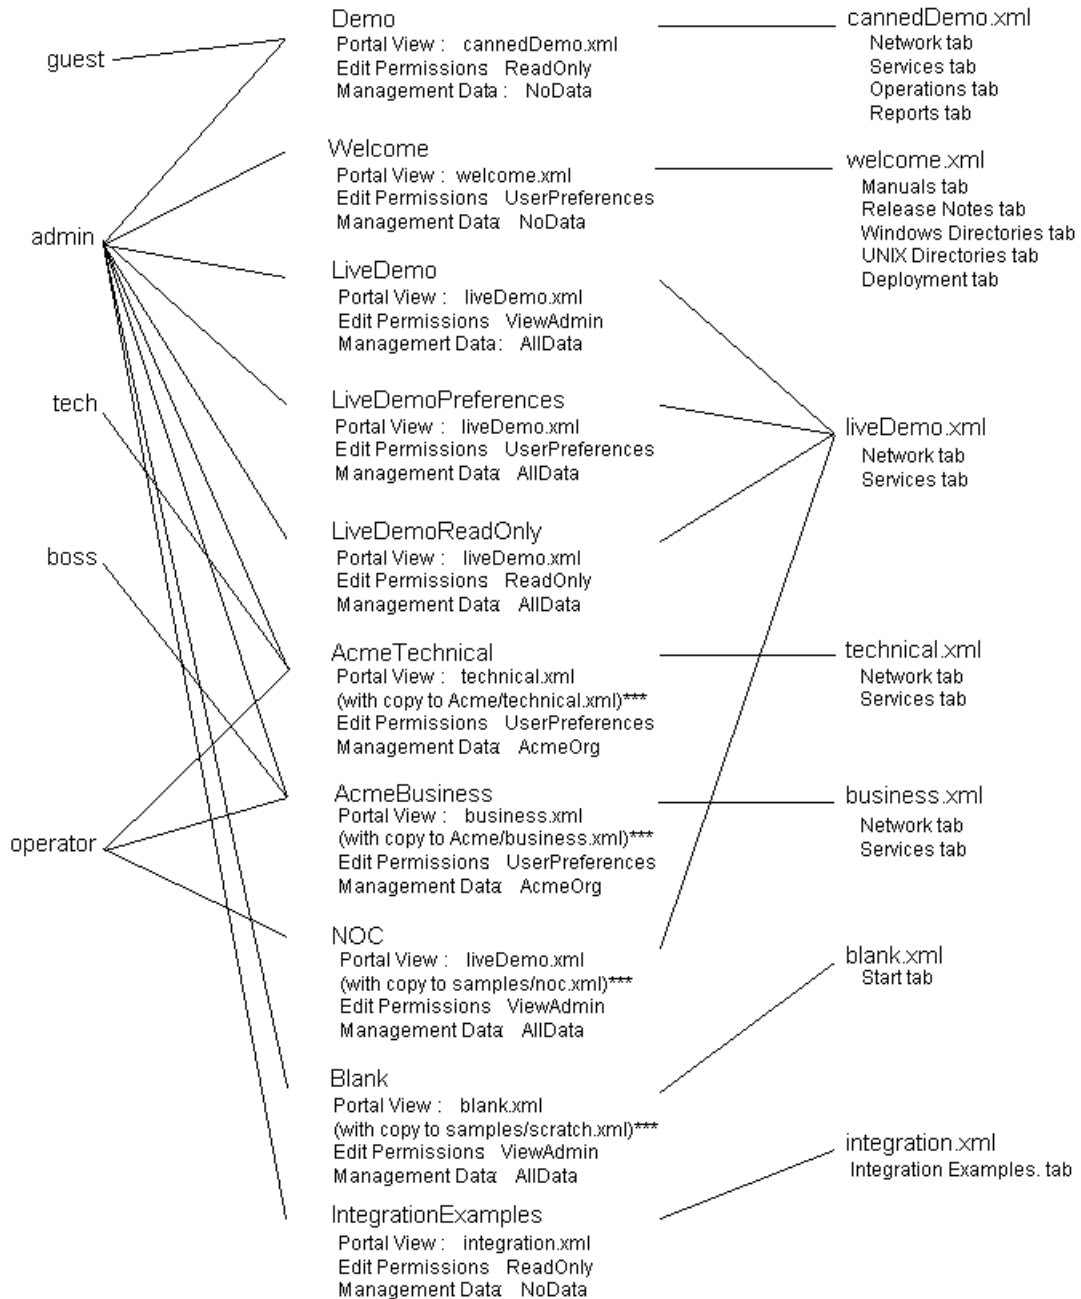 guest
admin
tech
boss
operator
Demo
Portal View : cannedDemo.xml
Edit Permissions: ReadOnly
Management Data : NoData
Welcome
Portal View : welcome.xml
Edit Permissions: UserPreferences
Management Data: NoData
LiveDemo
Portal View : liveDemo.xml
Edit Permissions ViewAdmin
Management Data : AllData
LiveDemoPreferences
Portal View : liveDemo.xml
Edit Permissions: UserPreferences
Management Data: AllData
LiveDemoReadOnly
Portal View : liveDemo.xml
Edit Permissions: ReadOnly
Management Data: AllData
AcmeTechnical
Portal View : technical.xml
(with copy to Acme/technical.xml)***
Edit Permissions: UserPreferences
Management Data: AcmeOrg
AcmeBusiness
Portal View : business.xml
(with copy to Acme/business.xml)***
Edit Permissions: UserPreferences
Management Data: AcmeOrg
NOC
Portal View : liveDemo.xml
(with copy to samples/noc.xml)***
Edit Permissions ViewAdmin
Management Data: AllData
Blank
Portal View : blank.xml
(with copy to samples/scratch.xml)***
Edit Permissions: ViewAdmin
Management Data: AllData
IntegrationExamples
Portal View : integration.xml
Edit Permissions ReadOnly
Management Data: NoData
cannedDemo.xml
Network tab
Services tab
Operations tab
Reports tab
welcome.xml
Manuals tab
Release Notes tab
Windows Directories tab
UNIX Directories tab
Deployment tab
liveDemo.xml
Network tab
Services tab
technical.xml
Network tab
Services tab
business.xml
Network tab
Services tab
blank.xml
Start tab
integration.xml
Integration Examples. tab